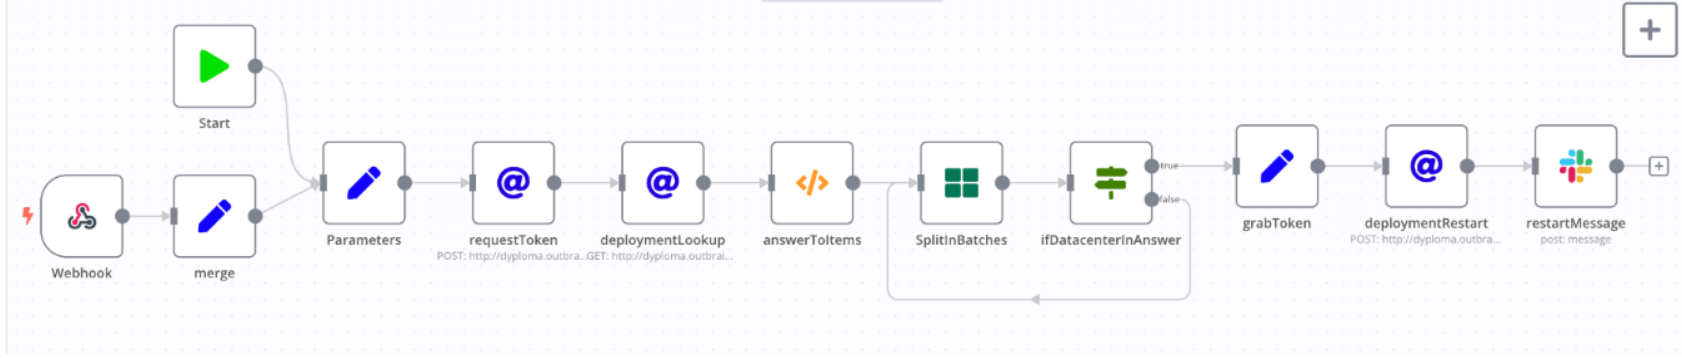 Start
Webhook
merge
Parameters
requestToken
POST: http://dyploma.outbra...
deploymentLookup
GET: http://dyploma.outbrai...
answerToItems
SplitInBatches
ifDatacenterInAnswer
true
false
grabToken
deploymentRestart
POST: http://dyploma.outbra...
restartMessage
post: message